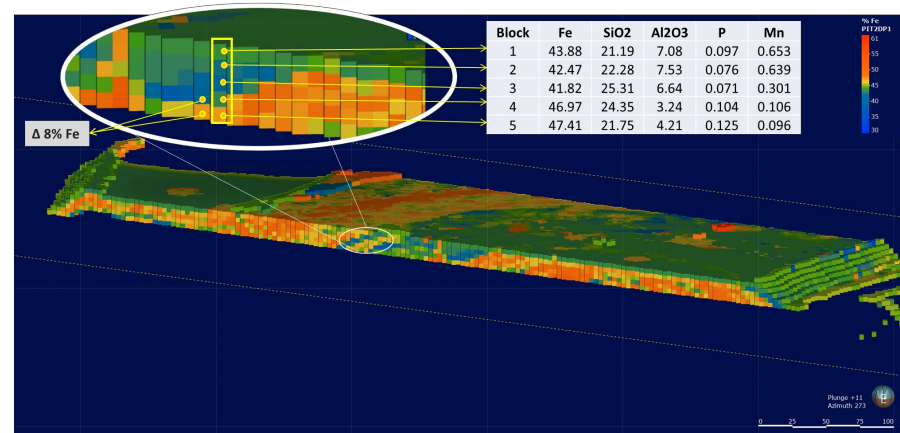 Block Fe SiO2 Al2O3 P Mn
1 43.88 21.19 7.08 0.097 0.653
2 42.47 22.28 7.53 0.076 0.639
3 41.82 25.31 6.64 0.071 0.301
4 46.97 24.35 3.24 0.104 0.106
5 47.41 21.75 4.21 0.125 0.096
% Fe
PIT2DP1
61
55
50
45
40
35
30
Δ 8% Fe
Plunge +11
Azimuth 273
0 25 50 75 100